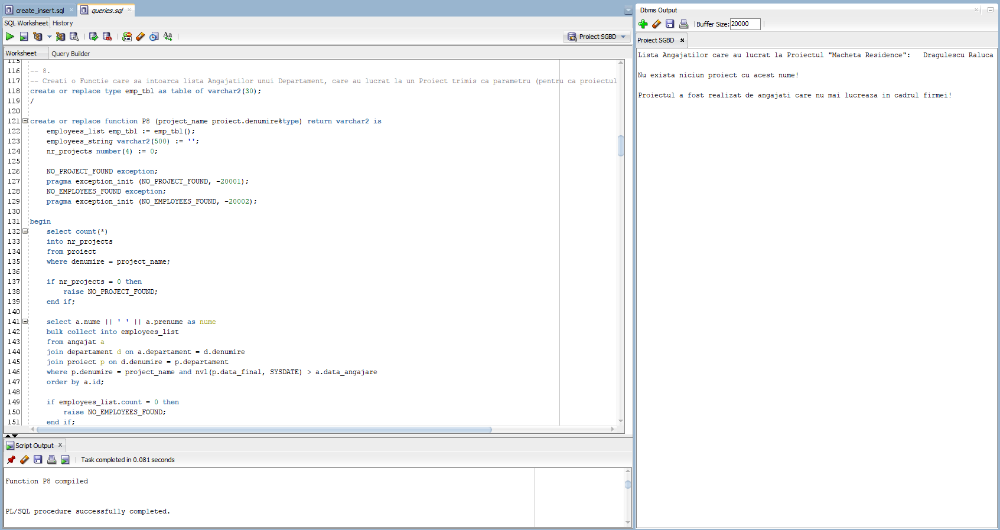 create_insert.sql
queries.sql
SQL Worksheet History
Proiect SGBD
Worksheet Query Builder
115
116 -- 8.
117 -- Creati o Functie care sa intoarca lista Angajatilor unui Departament, care au lucrat la un Proiect trimis ca parametru (pentru ca proiectul
118 create or replace type emp_tbl as table of varchar2(30);
119 /
120
121 create or replace function P8 (project_name proiect.denumire%type) return varchar2 is
122 employees_list emp_tbl := emp_tbl();
123 employees_string varchar2(500) := '';
124 nr_projects number(4) := 0;
125
126 NO_PROJECT_FOUND exception;
127 pragma exception_init (NO_PROJECT_FOUND, -20001);
128 NO_EMPLOYEES_FOUND exception;
129 pragma exception_init (NO_EMPLOYEES_FOUND, -20002);
130
131 begin
132 select count(*)
133 into nr_projects
134 from proiect
135 where denumire = project_name;
136
137 if nr_projects = 0 then
138 raise NO_PROJECT_FOUND;
139 end if;
140
141 select a.nume || ' ' || a.prenume as nume
142 bulk collect into employees_list
143 from angajat a
144 join departament d on a.departament = d.denumire
145 join proiect p on d.denumire = p.departament
146 where p.denumire = project_name and nvl(p.data_final, SYSDATE) > a.data_angajare
147 order by a.id;
148
149 if employees_list.count = 0 then
150 raise NO_EMPLOYEES_FOUND;
151 end if;
Script Output
Task completed in 0.081 seconds
Function P8 compiled
PL/SQL procedure successfully completed.
Dbms Output
Buffer Size: 20000
Proiect SGBD
Lista Angajatilor care au lucrat la Proiectul "Macheta Residence": Dragulescu Raluca
Nu exista niciun proiect cu acest nume!
Proiectul a fost realizat de angajati care nu mai lucreaza in cadrul firmei!